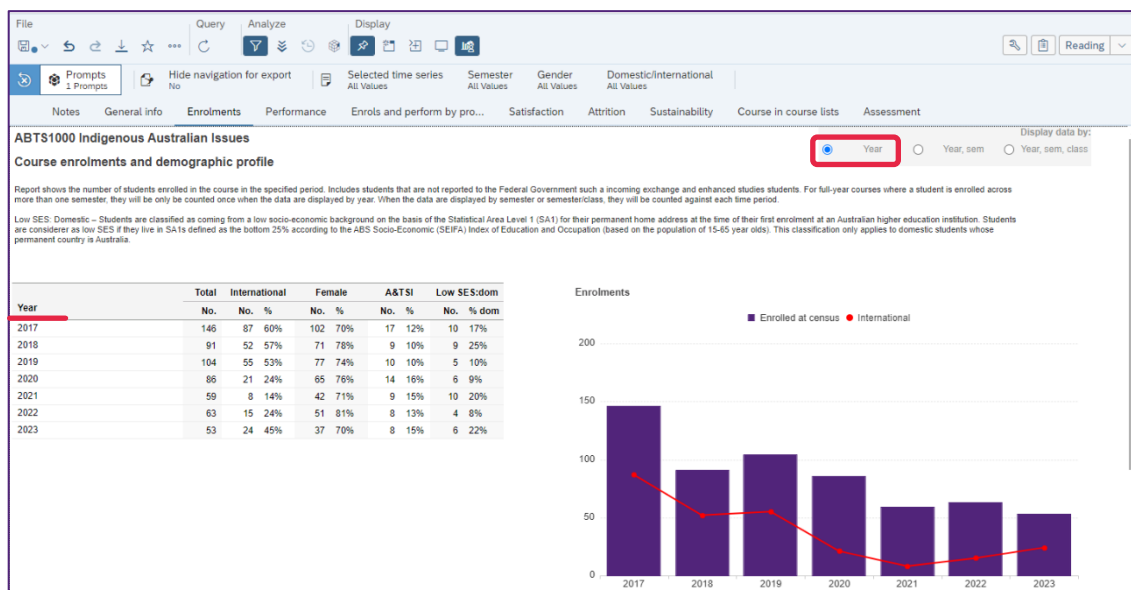 File Query Analyze Display
Reading
Prompts Hide navigation for export Selected time series Semester Gender Domestic/international
1 Prompts No All Values All Values All Values All Values
Notes General info Enrolments Performance Enrols and perform by pro... Satisfaction Attrition Sustainability Course in course lists Assessment
ABTS1000 Indigenous Australian Issues
Display data by:
Year Year, sem Year, sem, class
Course enrolments and demographic profile
Report shows the number of students enrolled in the course in the specified period. Includes students that are not reported to the Federal Government such a incoming exchange and enhanced studies students. For full-year courses where a student is enrolled across
more than one semester, they will be only be counted once when the data are displayed by year. When the data are displayed by semester or semester/class, they will be counted against each time period.
Low SES: Domestic – Students are classified as coming from a low socio-economic background on the basis of the Statistical Area Level 1 (SA1) for their permanent home address at the time of their first enrolment at an Australian higher education institution. Students
are considerer as low SES if they live in SA1s defined as the bottom 25% according to the ABS Socio-Economic (SEIFA) Index of Education and Occupation (based on the population of 15-65 year olds). This classification only applies to domestic students whose
permanent country is Australia.
Total International Female A&TSI Low SES:dom
Year No. No. % No. % No. % No. % dom
2017 146 87 60% 102 70% 17 12% 10 17%
2018 91 52 57% 71 78% 9 10% 9 25%
2019 104 55 53% 77 74% 10 10% 5 10%
2020 86 21 24% 65 76% 14 16% 6 9%
2021 59 8 14% 42 71% 9 15% 10 20%
2022 63 15 24% 51 81% 8 13% 4 8%
2023 53 24 45% 37 70% 8 15% 6 22%
Enrolments
Enrolled at census International
200
150
100
50
0
2017 2018 2019 2020 2021 2022 2023